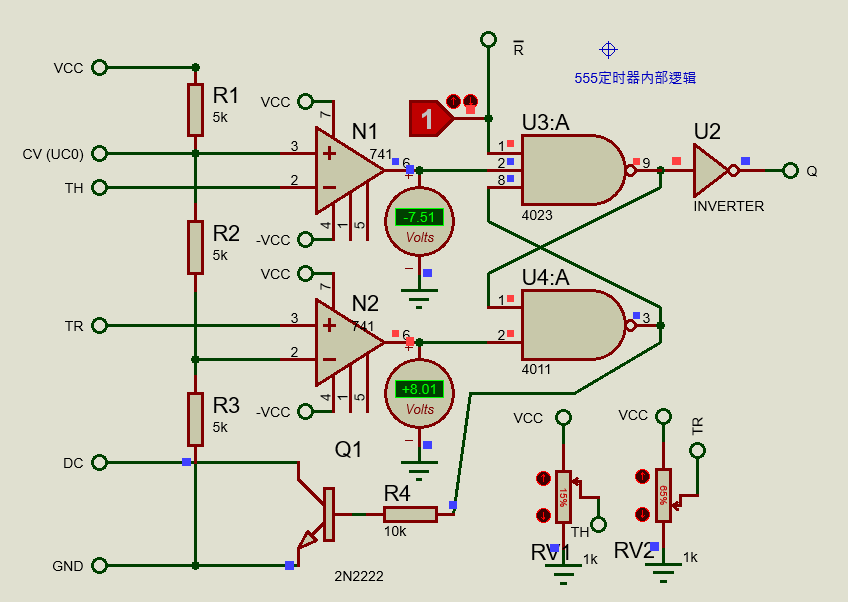 R
555定时器内部逻辑
VCC
R1
5k
VCC
7
1
U3:A
U2
N1
741
CV (UC0)
3
6
1
2
8
9
Q
TH
2
4023
INVERTER
-VCC
4
1
5
-7.51
Volts
R2
5k
VCC
7
N2
741
U4:A
TR
3
6
1
2
3
2
4011
-VCC
4
1
5
+8.01
Volts
R3
5k
VCC
VCC
TR
DC
Q1
R4
10k
15%
65%
TH
RV1
1k
RV2
1k
GND
2N2222